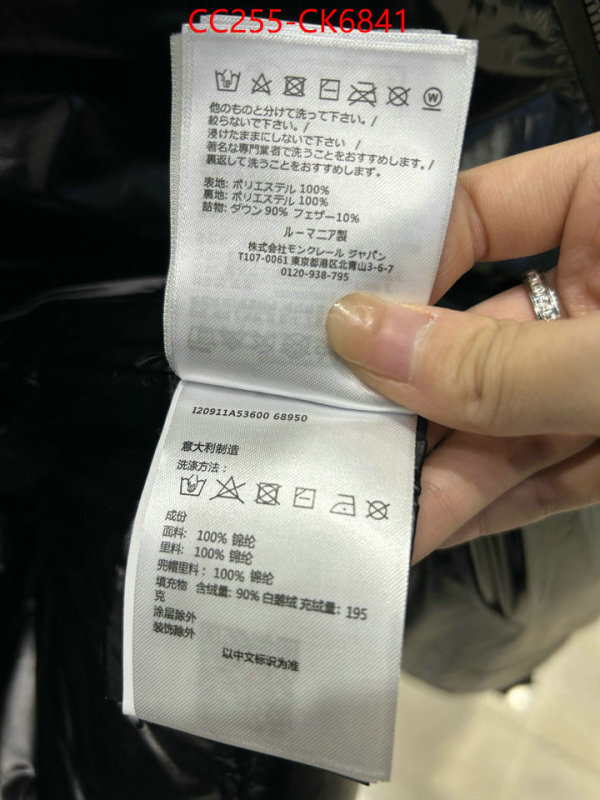 CC255-CK6841
他のものと分けて洗って下さい。/
絞らないで下さい。/
浸けたままにしないで下さい /
著名な専門業者で洗うことをおすすめします。/
裏返して洗うことをおすすめします。
表地: ポリエステル 100%
裏地: ポリエステル 100%
詰物: ダウン 90% フェザー10%
ルーマニア製
株式会社モンクレール ジャパン
T107-0061 東京都港区北青山3-6-7
0120-938-795
I20911A53600 68950
意大利制造
洗涤方法：
成份
面料: 100% 锦纶
里料: 100% 锦纶
兜帽里料: 100% 锦纶
填充物 含绒量: 90% 白鹅绒 充绒量: 195
克
涂层除外
装饰除外
以中文标识为准